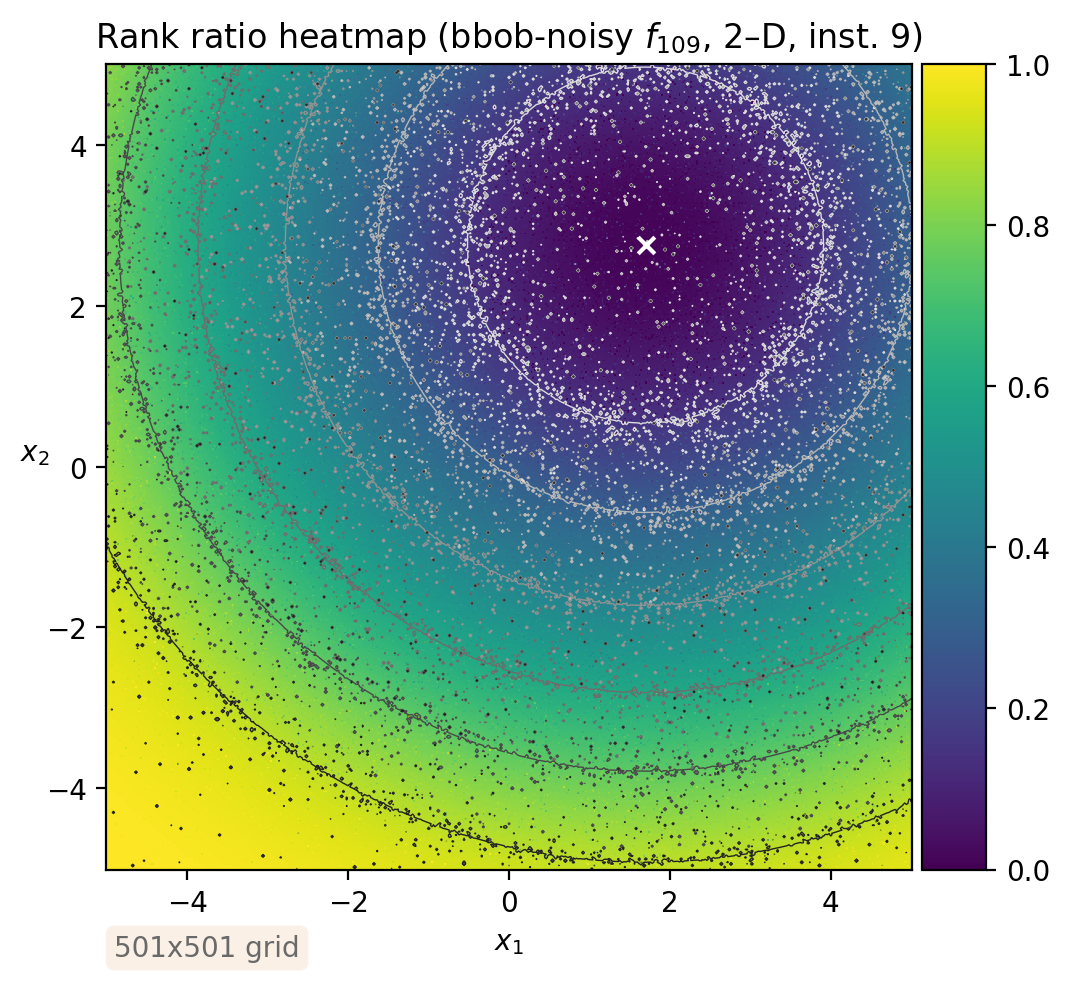 Rank ratio heatmap (bbob-noisy f₁₀₉, 2–D, inst. 9)
1.0
0.8
0.6
0.4
0.2
0.0
4
2
0
−2
−4
x₂
−4 −2 0 2 4
x₁
501x501 grid